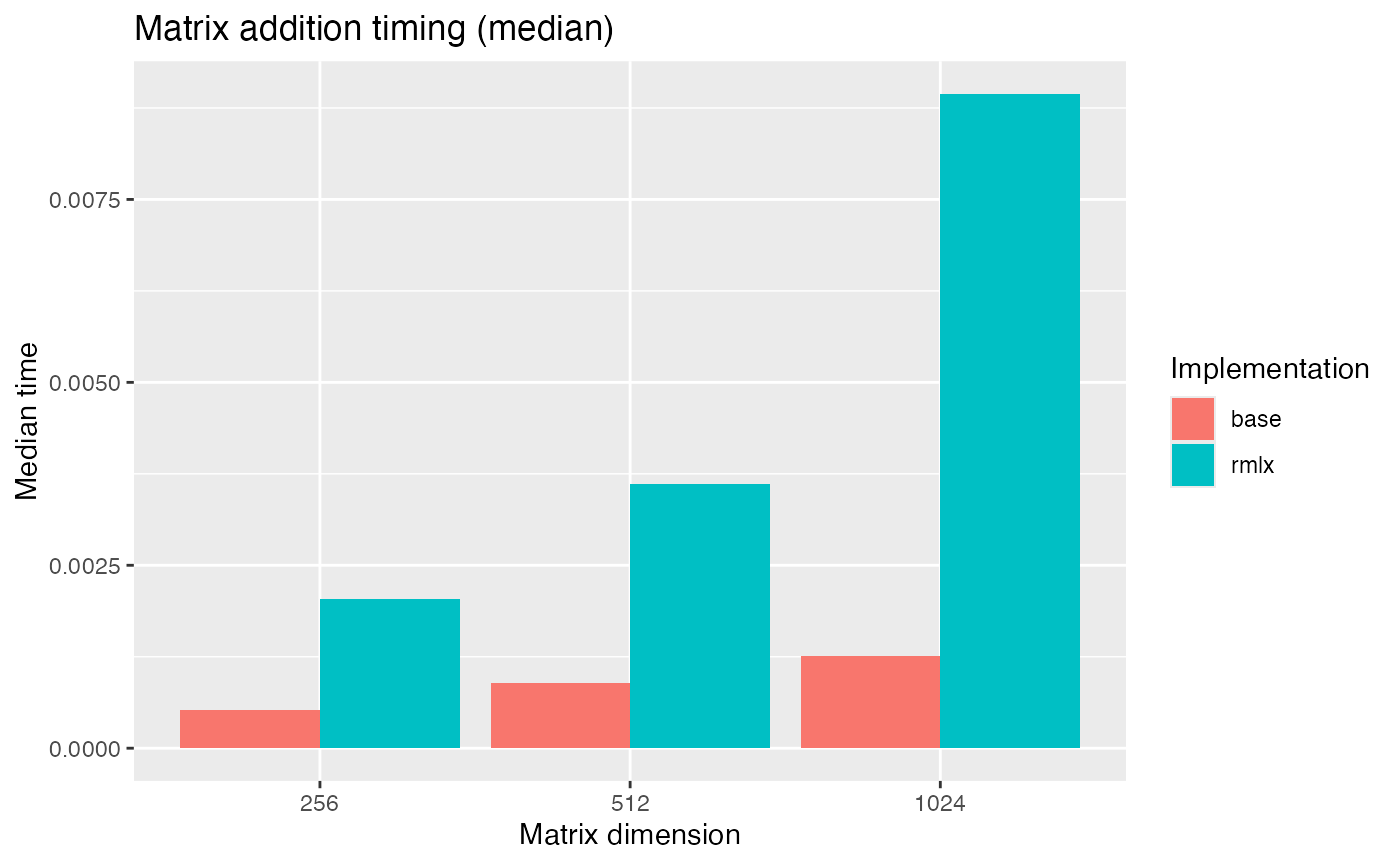 Matrix addition timing (median)
0.0075
0.0050
0.0025
0.0000
Median time
256 512 1024
Matrix dimension
Implementation
base
rmlx